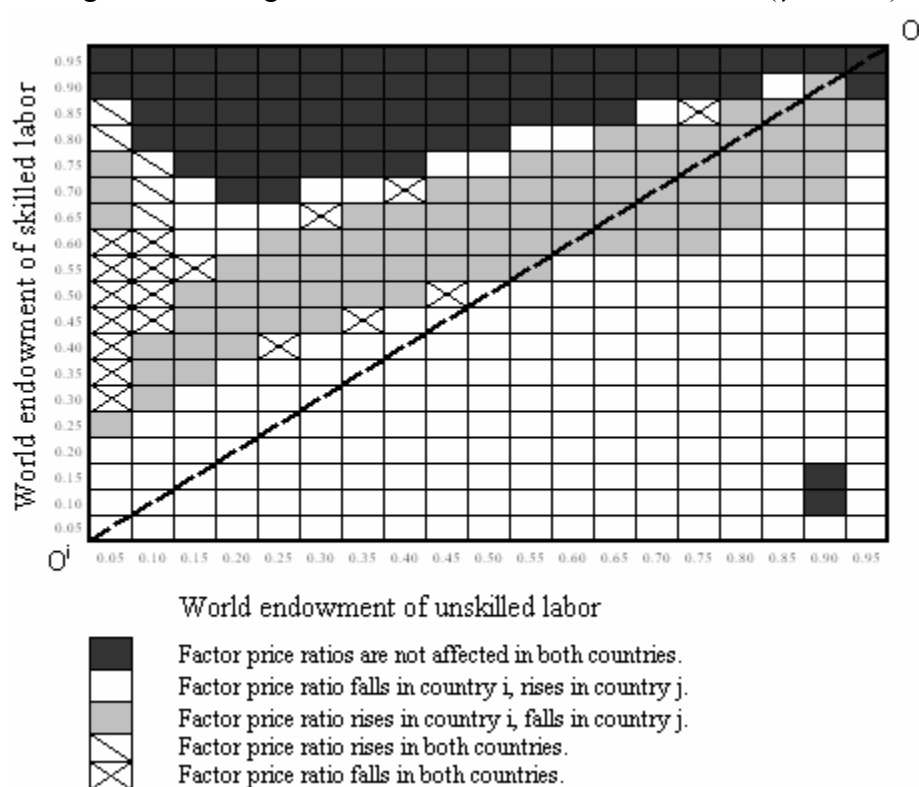 O
World endowment of skilled labor
0.95
0.90
0.85
0.80
0.75
0.70
0.65
0.60
0.55
0.50
0.45
0.40
0.35
0.30
0.25
0.20
0.15
0.10
0.05
Oi
0.05 0.10 0.15 0.20 0.25 0.30 0.35 0.40 0.45 0.50 0.55 0.60 0.65 0.70 0.75 0.80 0.85 0.90 0.95
World endowment of unskilled labor
Factor price ratios are not affected in both countries.
Factor price ratio falls in country i, rises in country j.
Factor price ratio rises in country i, falls in country j.
Factor price ratio rises in both countries.
Factor price ratio falls in both countries.